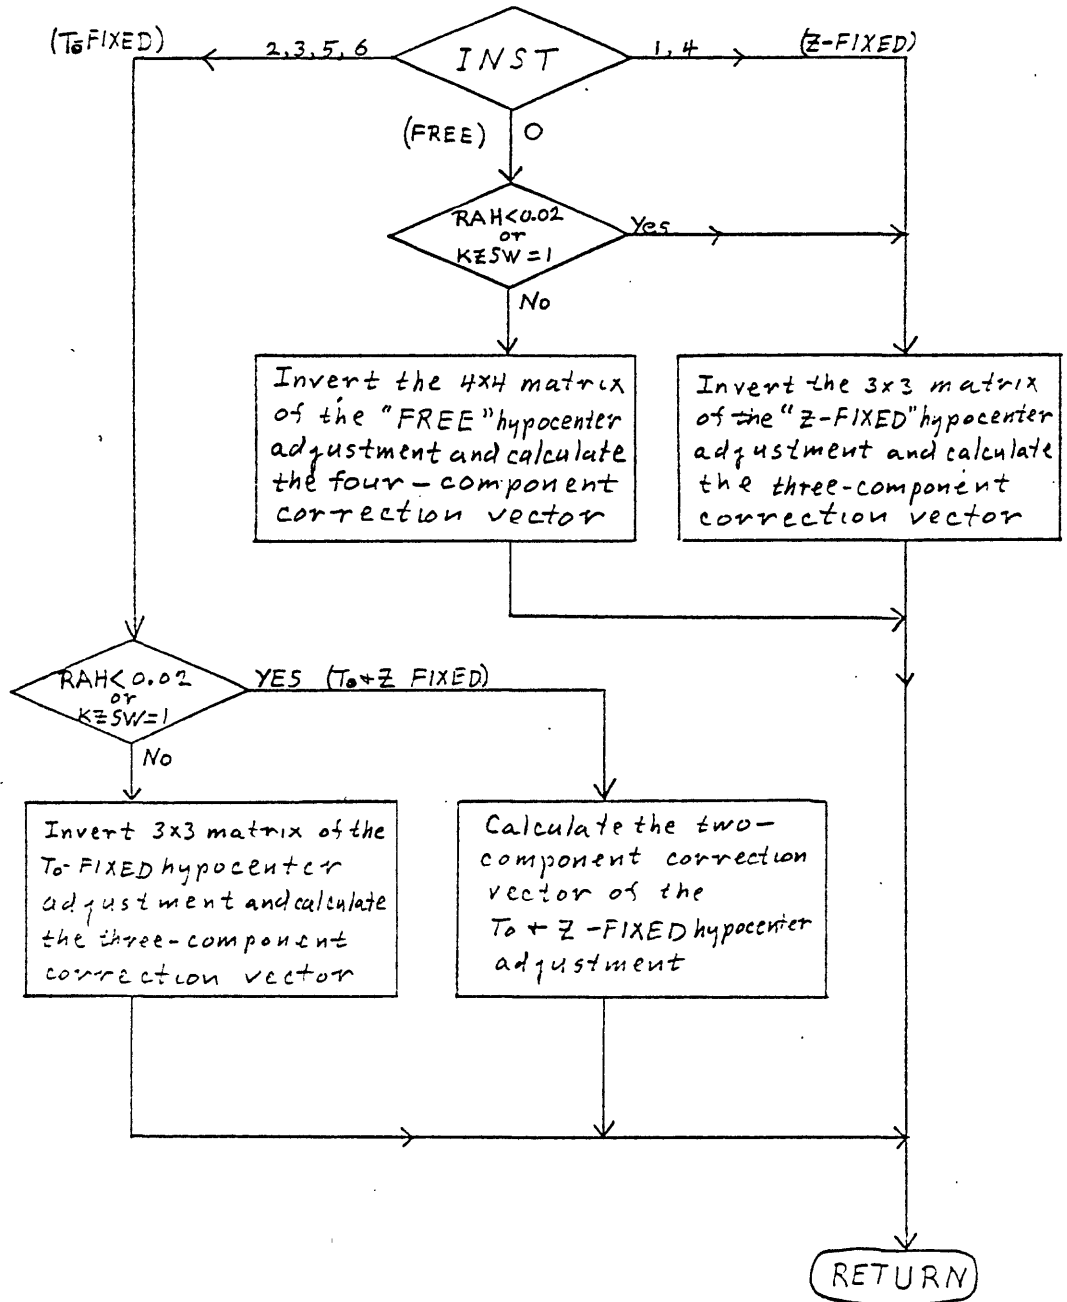 (To FIXED)
2,3,5,6
INST
1,4
(Z-FIXED)
(FREE)
0
RAH<0.02
or
KZSW=1
Yes
No
Invert the 4x4 matrix
of the "FREE" hypocenter
adjustment and calculate
the four-component
correction vector
Invert the 3x3 matrix
of the "Z-FIXED" hypocenter
adjustment and calculate
the three-component
correction vector
RAH<0.02
or
KZSW=1
YES (To+Z FIXED)
No
Invert 3x3 matrix of the
To-FIXED hypocenter
adjustment and calculate
the three-component
correction vector
Calculate the two-
component correction
vector of the
To + Z-FIXED hypocenter
adjustment
RETURN